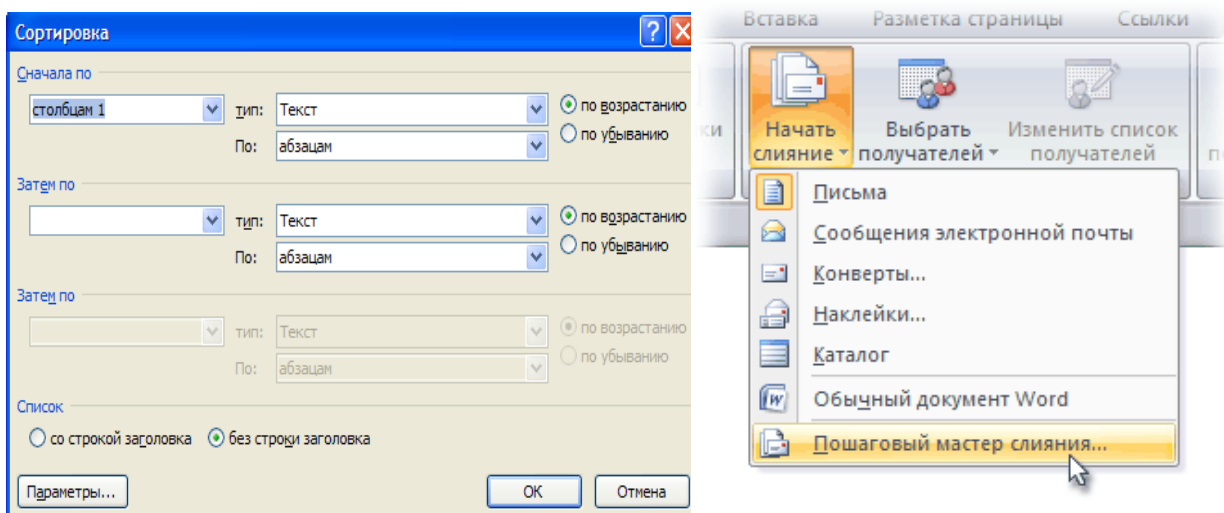 Сортировка
Сначала по
столбцам 1 тип: Текст по возрастанию
По: абзацам по убыванию
Затем по
тип: Текст по возрастанию
По: абзацам по убыванию
Затем по
тип: Текст по возрастанию
По: абзацам по убыванию
Список
со строкой заголовка без строки заголовка
Параметры... ОК Отмена
Вставка Разметка страницы Ссылки
Начать слияние
Выбрать получателей
Изменить список получателей
Письма
Сообщения электронной почты
Конверты...
Наклейки...
Каталог
Обычный документ Word
Пошаговый мастер слияния...